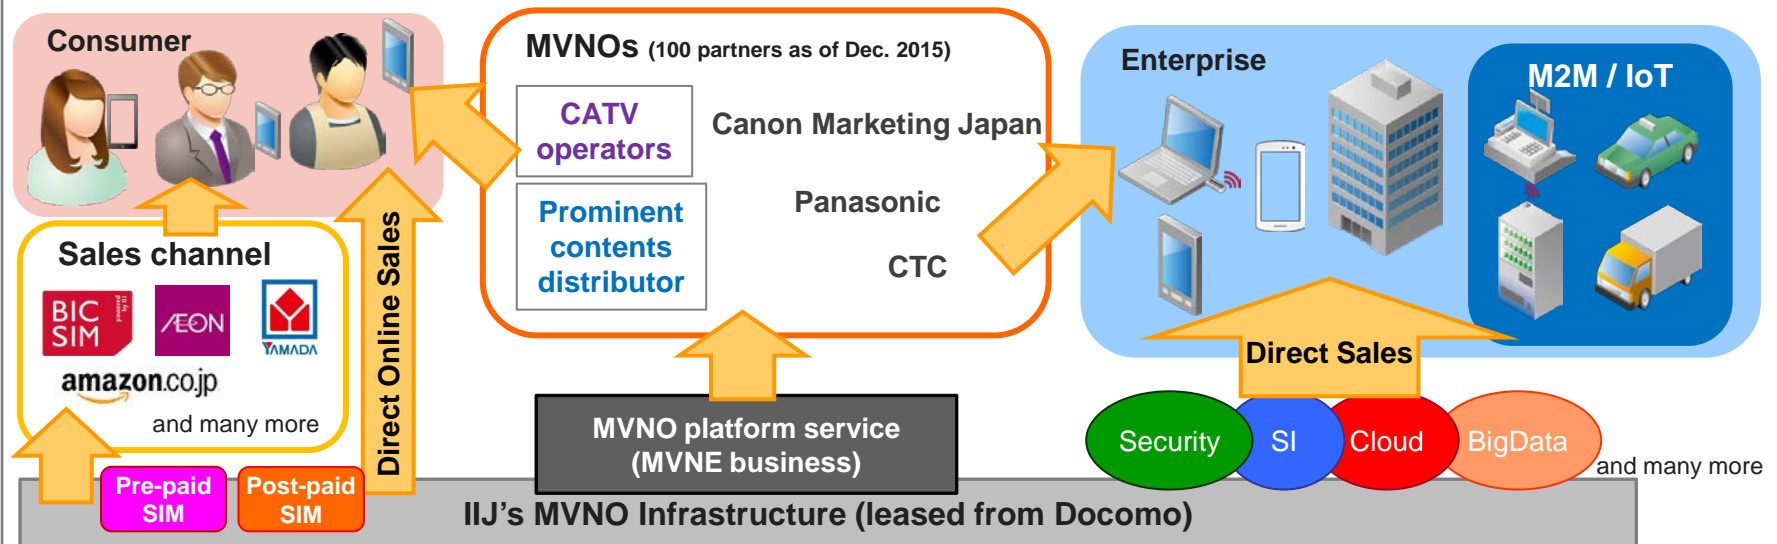 Consumer
MVNOs (100 partners as of Dec. 2015)
CATV
operators
Prominent
contents
distributor
Canon Marketing Japan
Panasonic
CTC
Enterprise
M2M / IoT
Sales channel
BIC
SIM
powered
by IIJ
ÆON
YAMADA
amazon.co.jp
and many more
Direct Online Sales
Direct Sales
MVNO platform service
(MVNE business)
Security
SI
Cloud
BigData
and many more
Pre-paid
SIM
Post-paid
SIM
IIJ's MVNO Infrastructure (leased from Docomo)